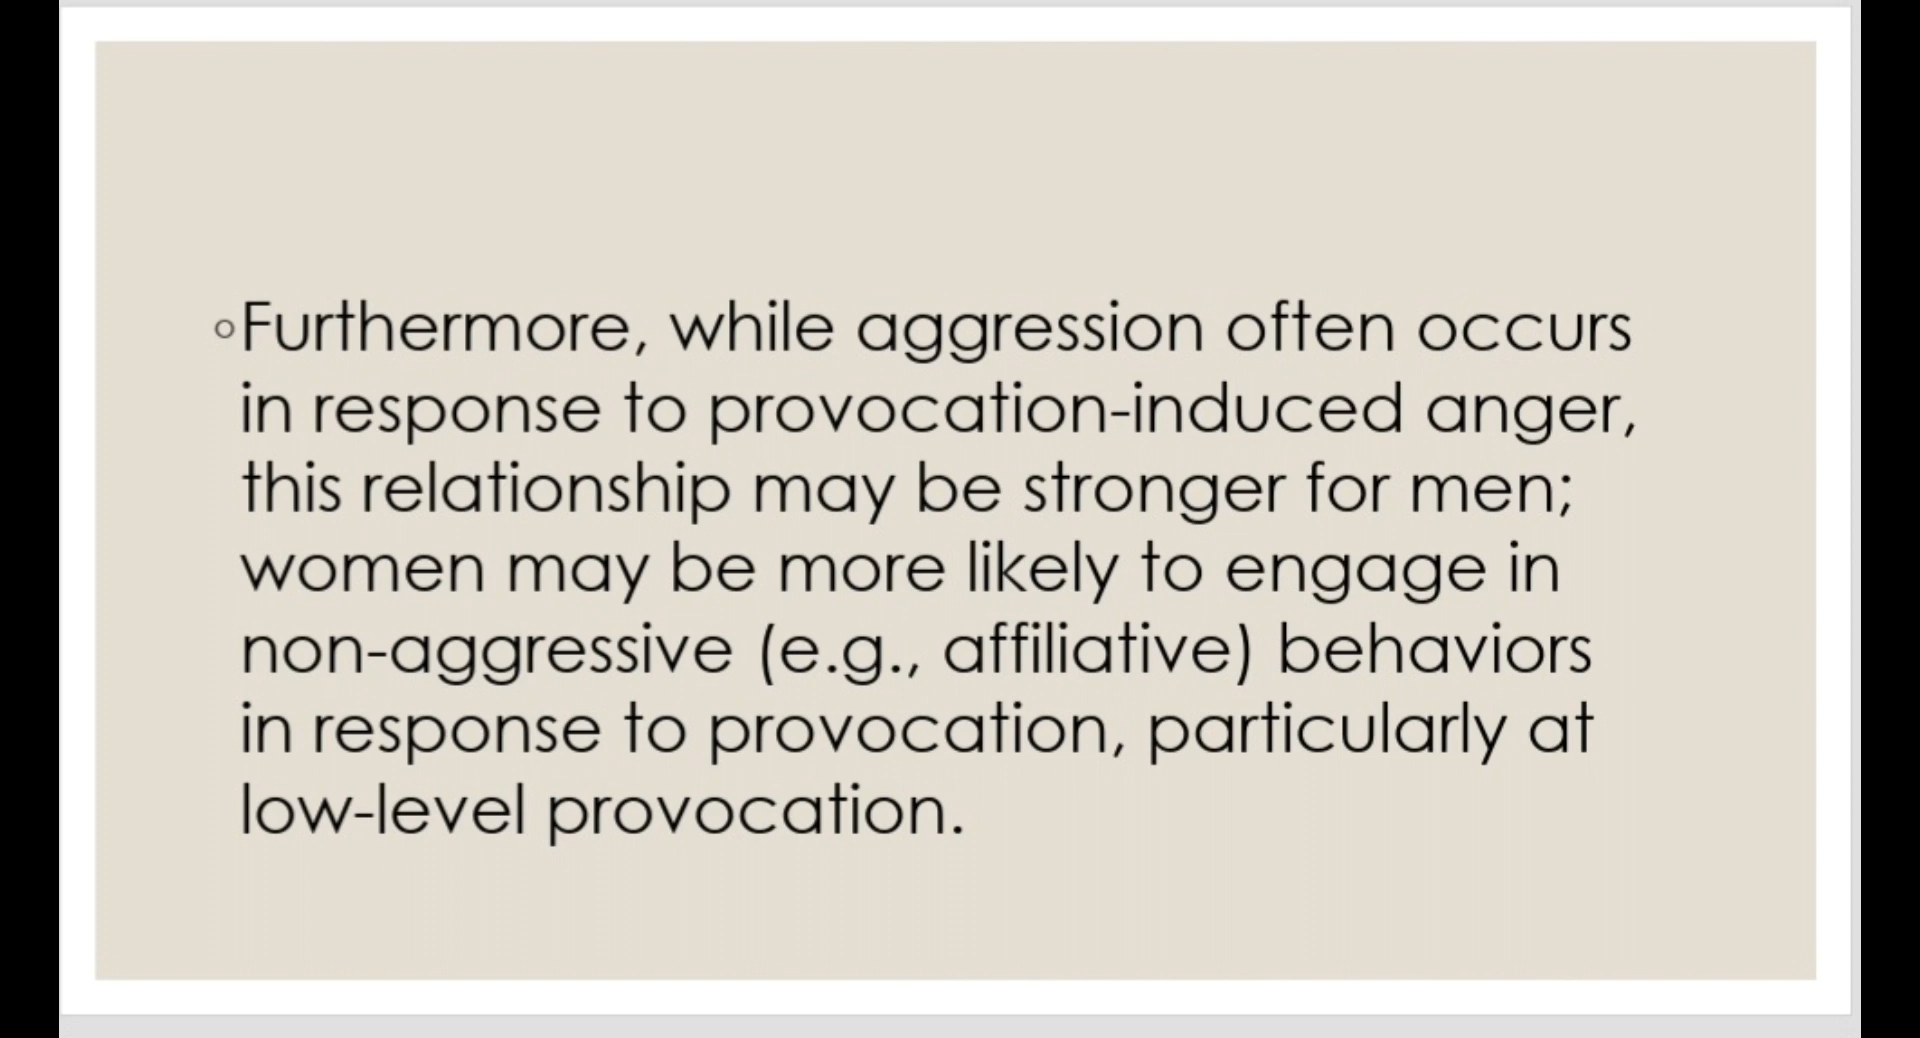 ◦Furthermore, while aggression often occurs
in response to provocation-induced anger,
this relationship may be stronger for men;
women may be more likely to engage in
non-aggressive (e.g., affiliative) behaviors
in response to provocation, particularly at
low-level provocation.